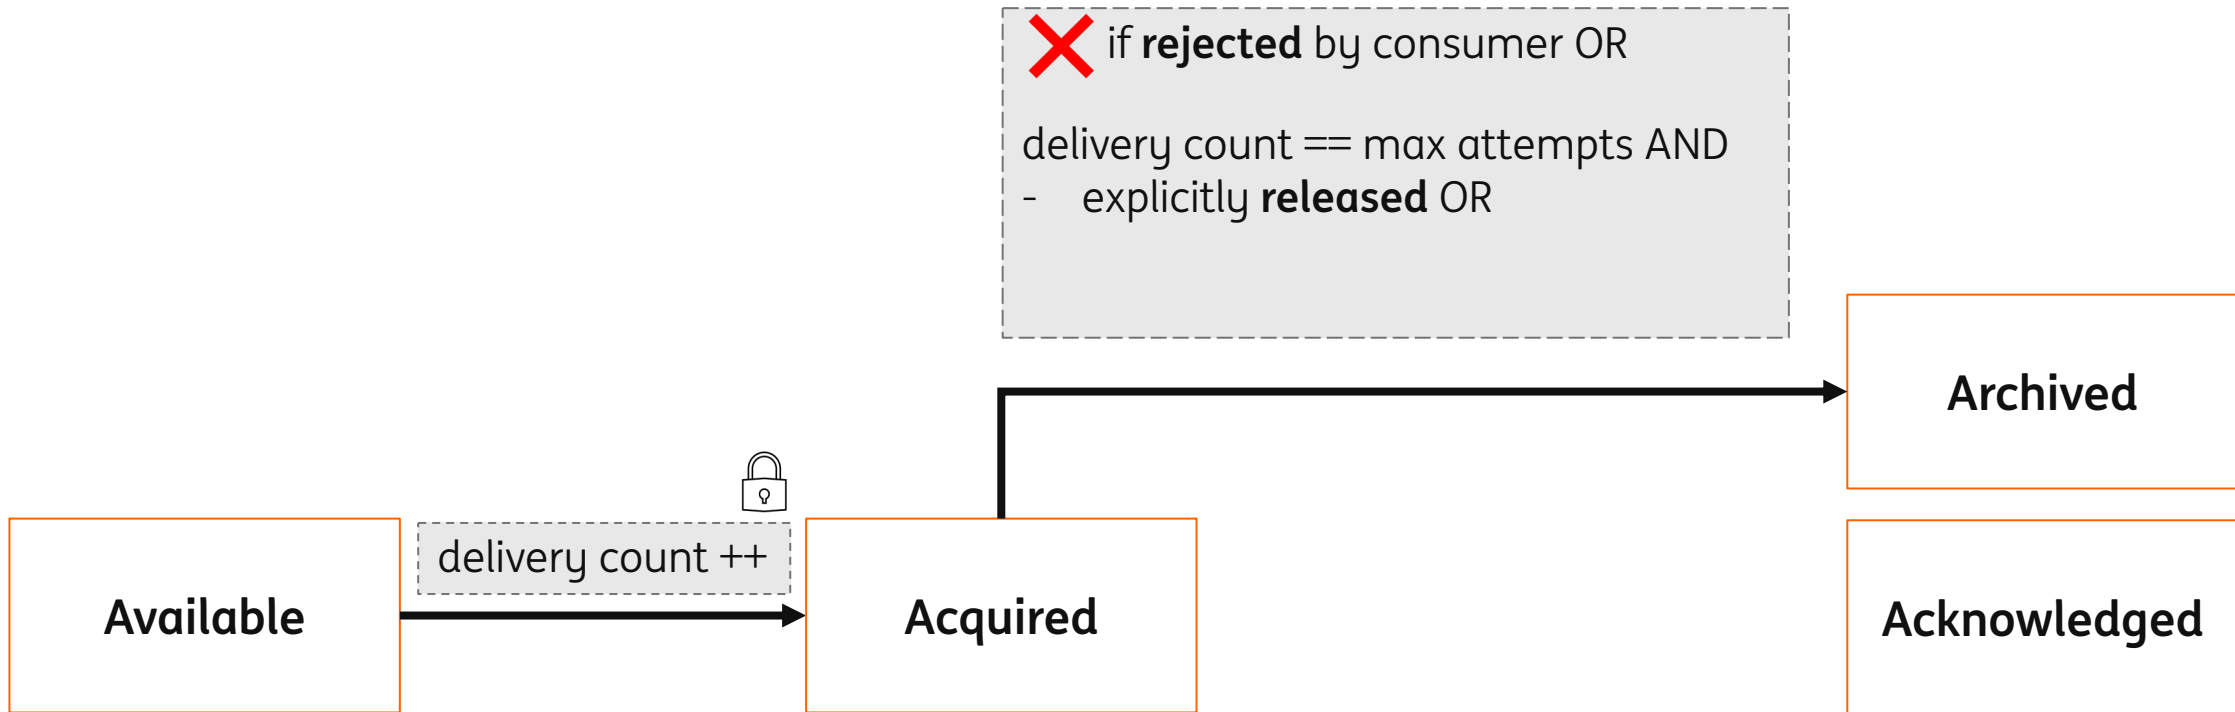 if rejected by consumer OR
delivery count == max attempts AND
- explicitly released OR
Archived
delivery count ++
Available
Acquired
Acknowledged